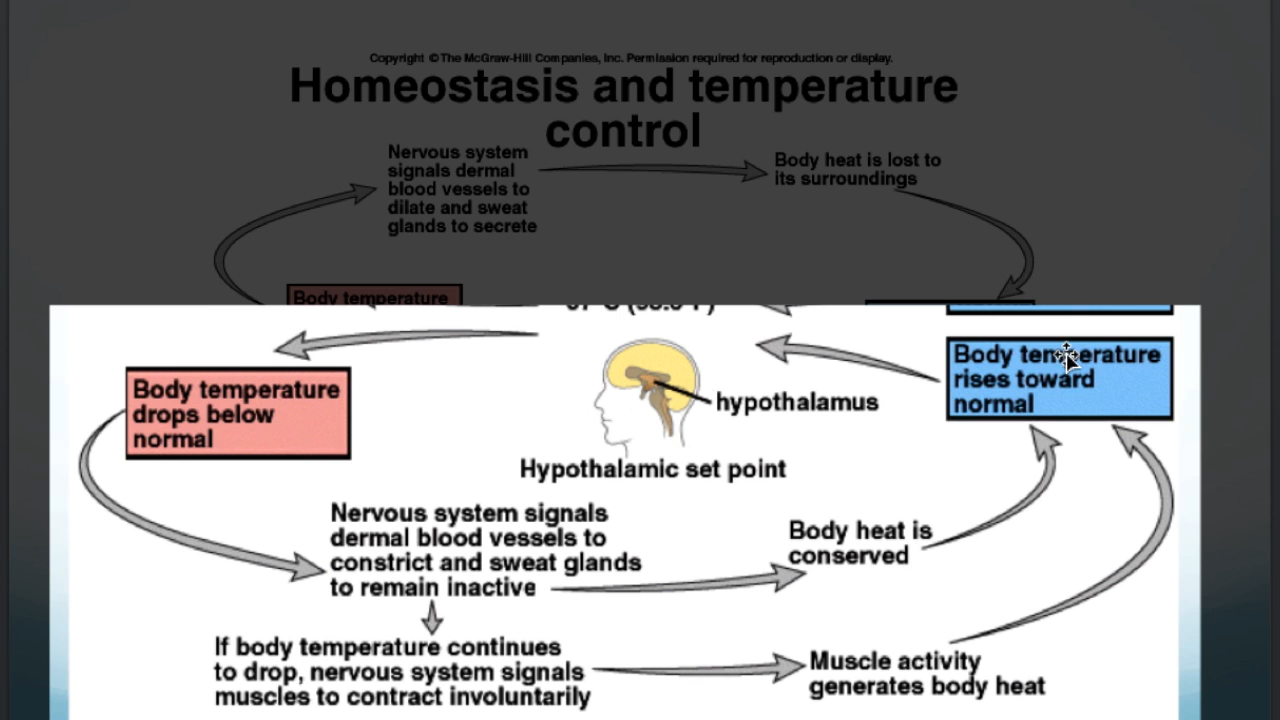 Copyright © The McGraw-Hill Companies, Inc. Permission required for reproduction or display.
Homeostasis and temperature
control
Nervous system
signals dermal
blood vessels to
dilate and sweat
glands to secrete
Body heat is lost to
its surroundings
Body temperature
Body temperature
drops below
normal
hypothalamus
Hypothalamic set point
Body temperature
rises toward
normal
Nervous system signals
dermal blood vessels to
constrict and sweat glands
to remain inactive
Body heat is
conserved
If body temperature continues
to drop, nervous system signals
muscles to contract involuntarily
Muscle activity
generates body heat